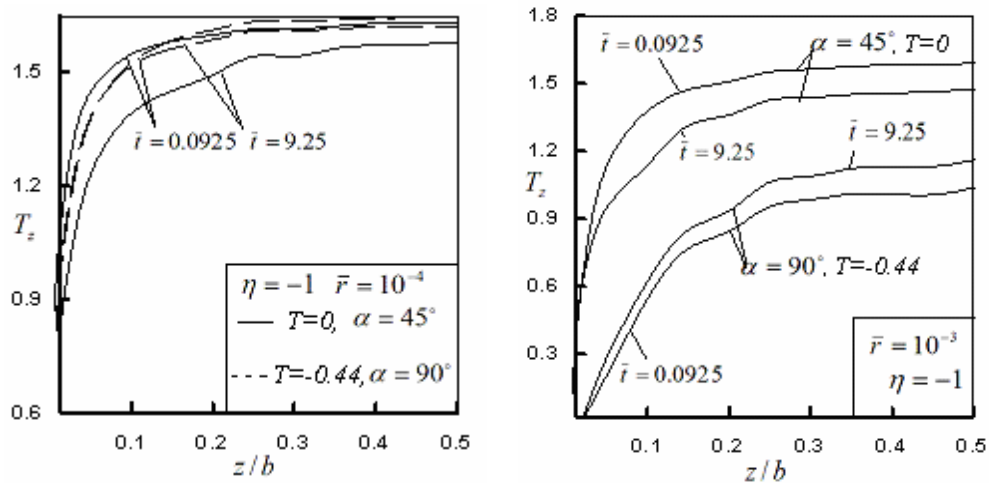 1.5
1.2
T_z
0.9
0.6
t̄ = 0.0925
t̄ = 9.25
η = −1 r̄ = 10⁻⁴
T=0, α = 45°
T=-0.44, α = 90°
0.1 0.2 0.3 0.4 0.5
z/b
1.8
1.5
1.2
T_z
0.9
0.6
0.3
t̄ = 0.0925
α = 45°, T=0
t̄ = 9.25
t̄ = 9.25
α = 90°, T=-0.44
t̄ = 0.0925
r̄ = 10⁻³
η = −1
0.1 0.2 0.3 0.4 0.5
z/b